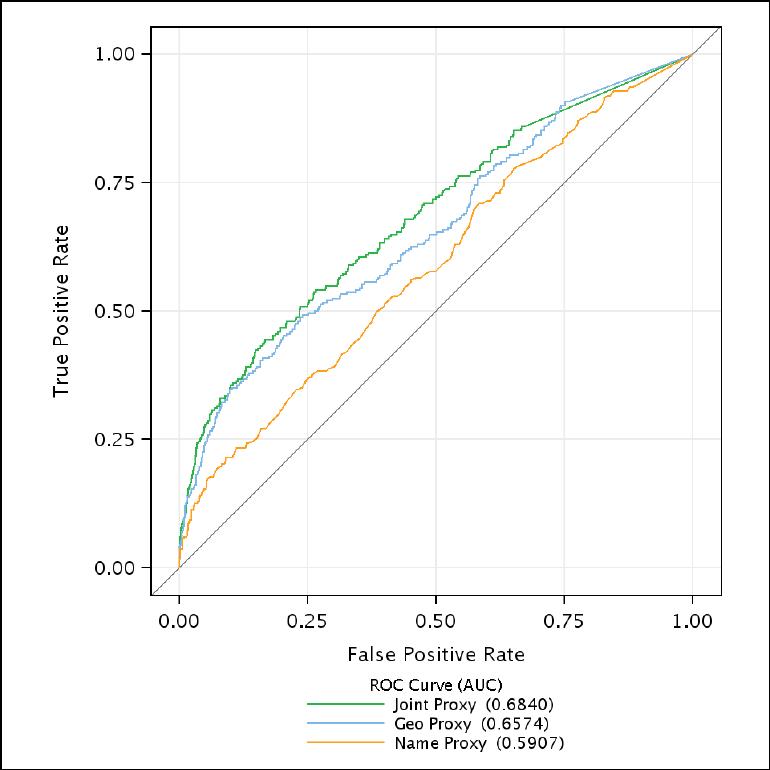 1.00
0.75
0.50
0.25
0.00
True Positive Rate
0.00 0.25 0.50 0.75 1.00
False Positive Rate
ROC Curve (AUC)
Joint Proxy (0.6840)
Geo Proxy (0.6574)
Name Proxy (0.5907)